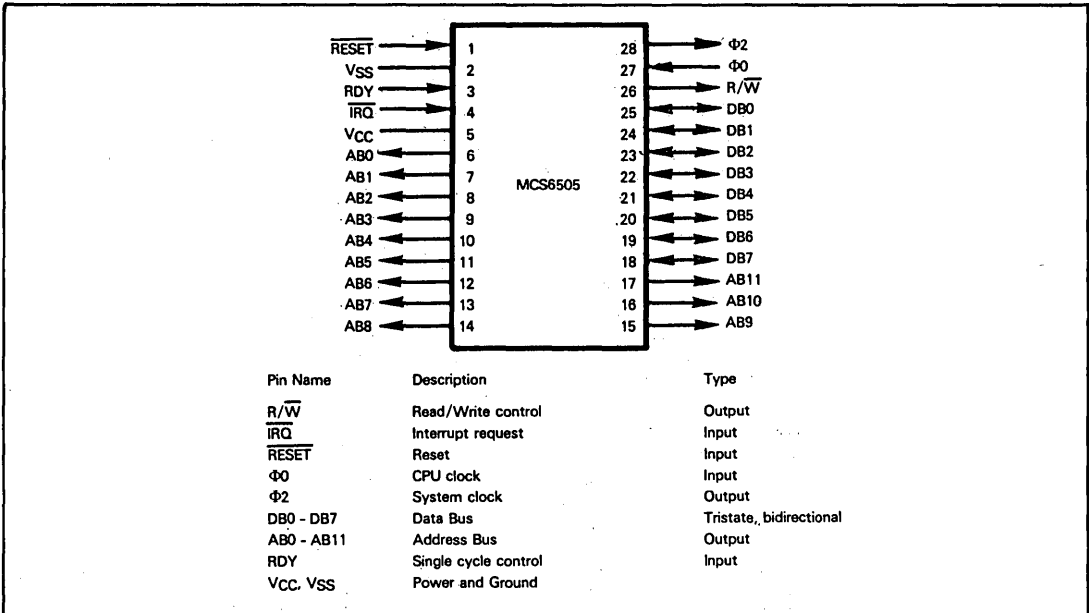 R̅E̅S̅E̅T̅ 1 28 Φ2
VSS 2 27 Φ0
RDY 3 26 R/W̅
I̅R̅Q̅ 4 25 DB0
VCC 5 24 DB1
AB0 6 23 DB2
AB1 7 MCS6505 22 DB3
AB2 8 21 DB4
AB3 9 20 DB5
AB4 10 19 DB6
AB5 11 18 DB7
AB6 12 17 AB11
AB7 13 16 AB10
AB8 14 15 AB9
Pin Name Description Type
R/W̅ Read/Write control Output
I̅R̅Q̅ Interrupt request Input
R̅E̅S̅E̅T̅ Reset Input
Φ0 CPU clock Input
Φ2 System clock Output
DB0 - DB7 Data Bus Tristate, bidirectional
AB0 - AB11 Address Bus Output
RDY Single cycle control Input
VCC, VSS Power and Ground